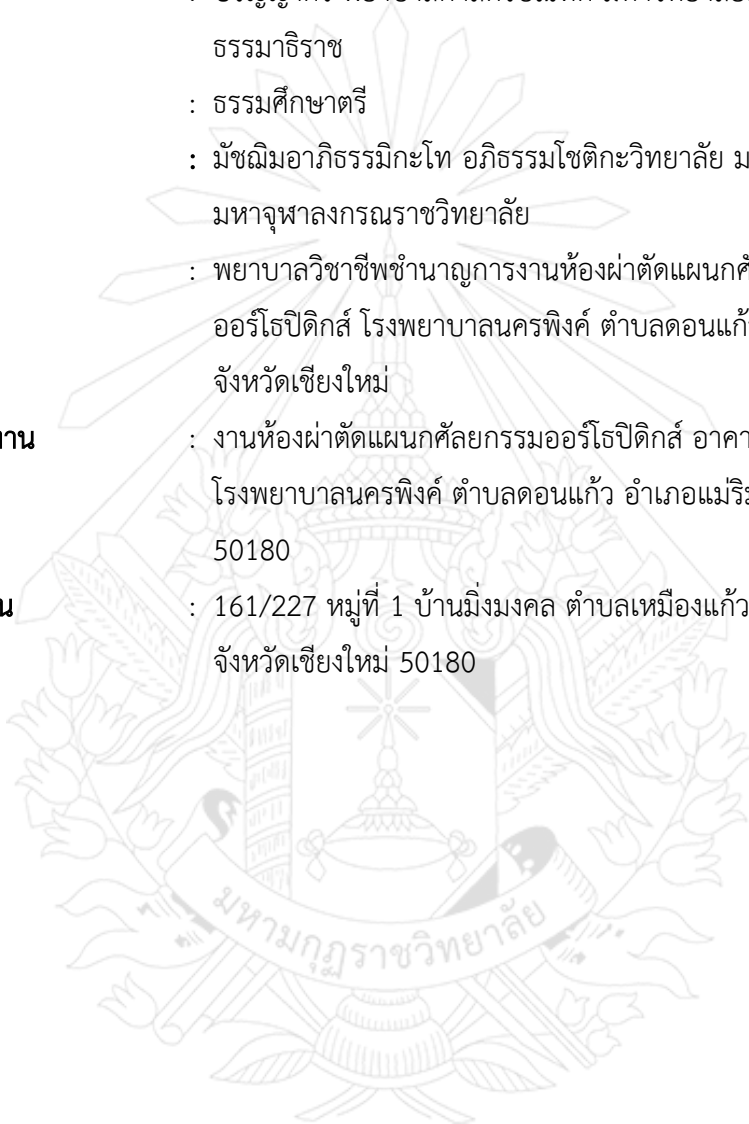 ธรรมาธิราช
: ธรรมศึกษาตรี
: มัชฌิมอาภิธรรมิกะโท อภิธรรมโชติกะวิทยาลัย
มหาจุฬาลงกรณราชวิทยาลัย
: พยาบาลวิชาชีพชำนาญการงานห้องผ่าตัดแผนก
ออร์โธปิดิกส์ โรงพยาบาลนครพิงค์ ตำบลดอนแก้
จังหวัดเชียงใหม่
: งานห้องผ่าตัดแผนกศัลยกรรมออร์โธปิดิกส์ อาคา
โรงพยาบาลนครพิงค์ ตำบลดอนแก้ว อำเภอแม่ริ
50180
: 161/227 หมู่ที่ 1 บ้านมิ่งมงคล ตำบลเหมืองแก้ว
จังหวัดเชียงใหม่ 50180
มหามกุฏราชวิทยาลัย